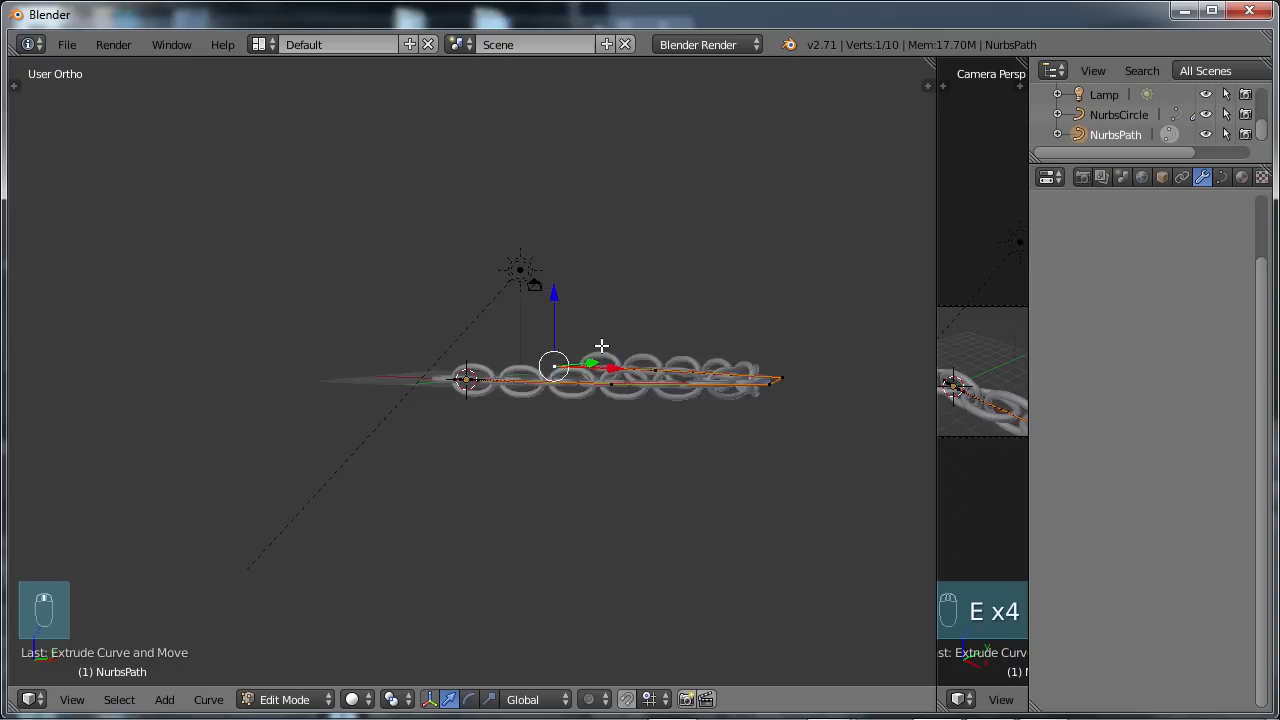 Blender
File Render Window Help Default Scene Blender Render v2.71 | Verts:1/10 | Mem:17.70M | NurbsPath
User Ortho
Camera Persp
View Search All Scenes
Lamp
NurbsCircle
NurbsPath
E x4
Last: Extrude Curve and Move
st: Extrude Curv
(1) NurbsPath
(1) N
View Select Add Curve Edit Mode Global View